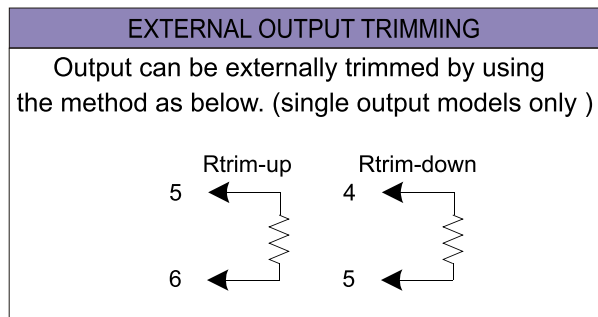 EXTERNAL OUTPUT TRIMMING
Output can be externally trimmed by using
the method as below. (single output models only )
Rtrim-up Rtrim-down
5 4
6 5